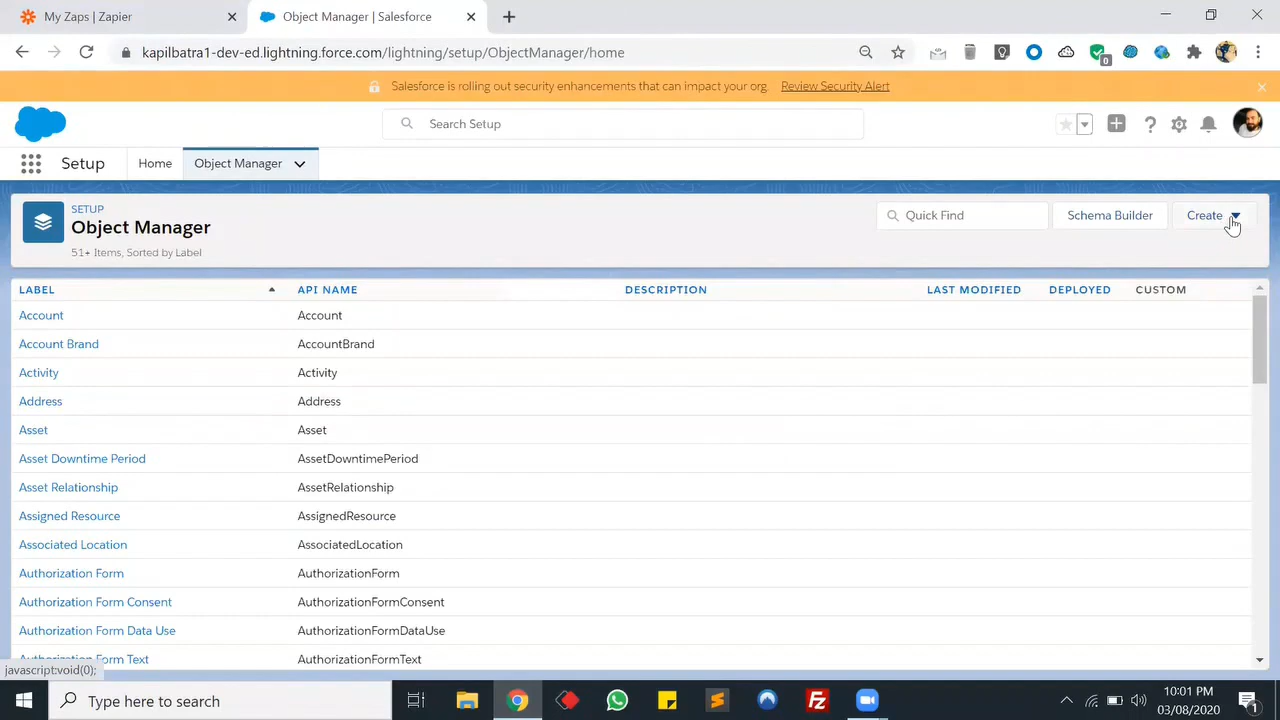 My Zaps | Zapier
Object Manager | Salesforce
kapilbatra1-dev-ed.lightning.force.com/lightning/setup/ObjectManager/home
0
Salesforce is rolling out security enhancements that can impact your org. Review Security Alert
Search Setup
Setup Home Object Manager
SETUP
Object Manager
51+ Items, Sorted by Label
Quick Find
Schema Builder
Create
LABEL API NAME DESCRIPTION LAST MODIFIED DEPLOYED CUSTOM
Account Account
Account Brand AccountBrand
Activity Activity
Address Address
Asset Asset
Asset Downtime Period AssetDowntimePeriod
Asset Relationship AssetRelationship
Assigned Resource AssignedResource
Associated Location AssociatedLocation
Authorization Form AuthorizationForm
Authorization Form Consent AuthorizationFormConsent
Authorization Form Data Use AuthorizationFormDataUse
Authorization Form Text AuthorizationFormText
javascript:void(0);
Type here to search
10:01 PM
03/08/2020
1